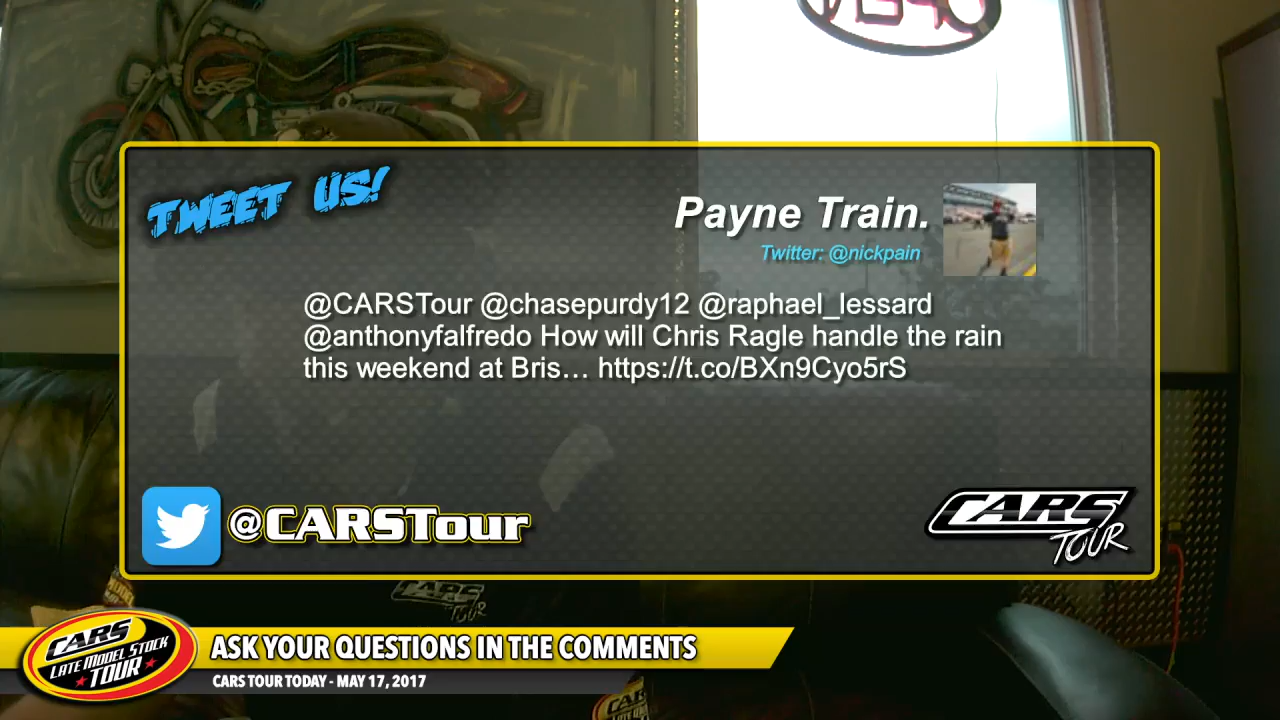 TWEET US!
Payne Train.
Twitter: @nickpain
@CARSTour @chasepurdy12 @raphael_lessard
@anthonyfalfredo How will Chris Ragle handle the rain
this weekend at Bris… https://t.co/BXn9Cyo5rS
@CARSTour
CARS
TOUR
CARS
TOUR
CARS
LATE MODEL STOCK
TOUR
ASK YOUR QUESTIONS IN THE COMMENTS
CARS TOUR TODAY - MAY 17, 2017